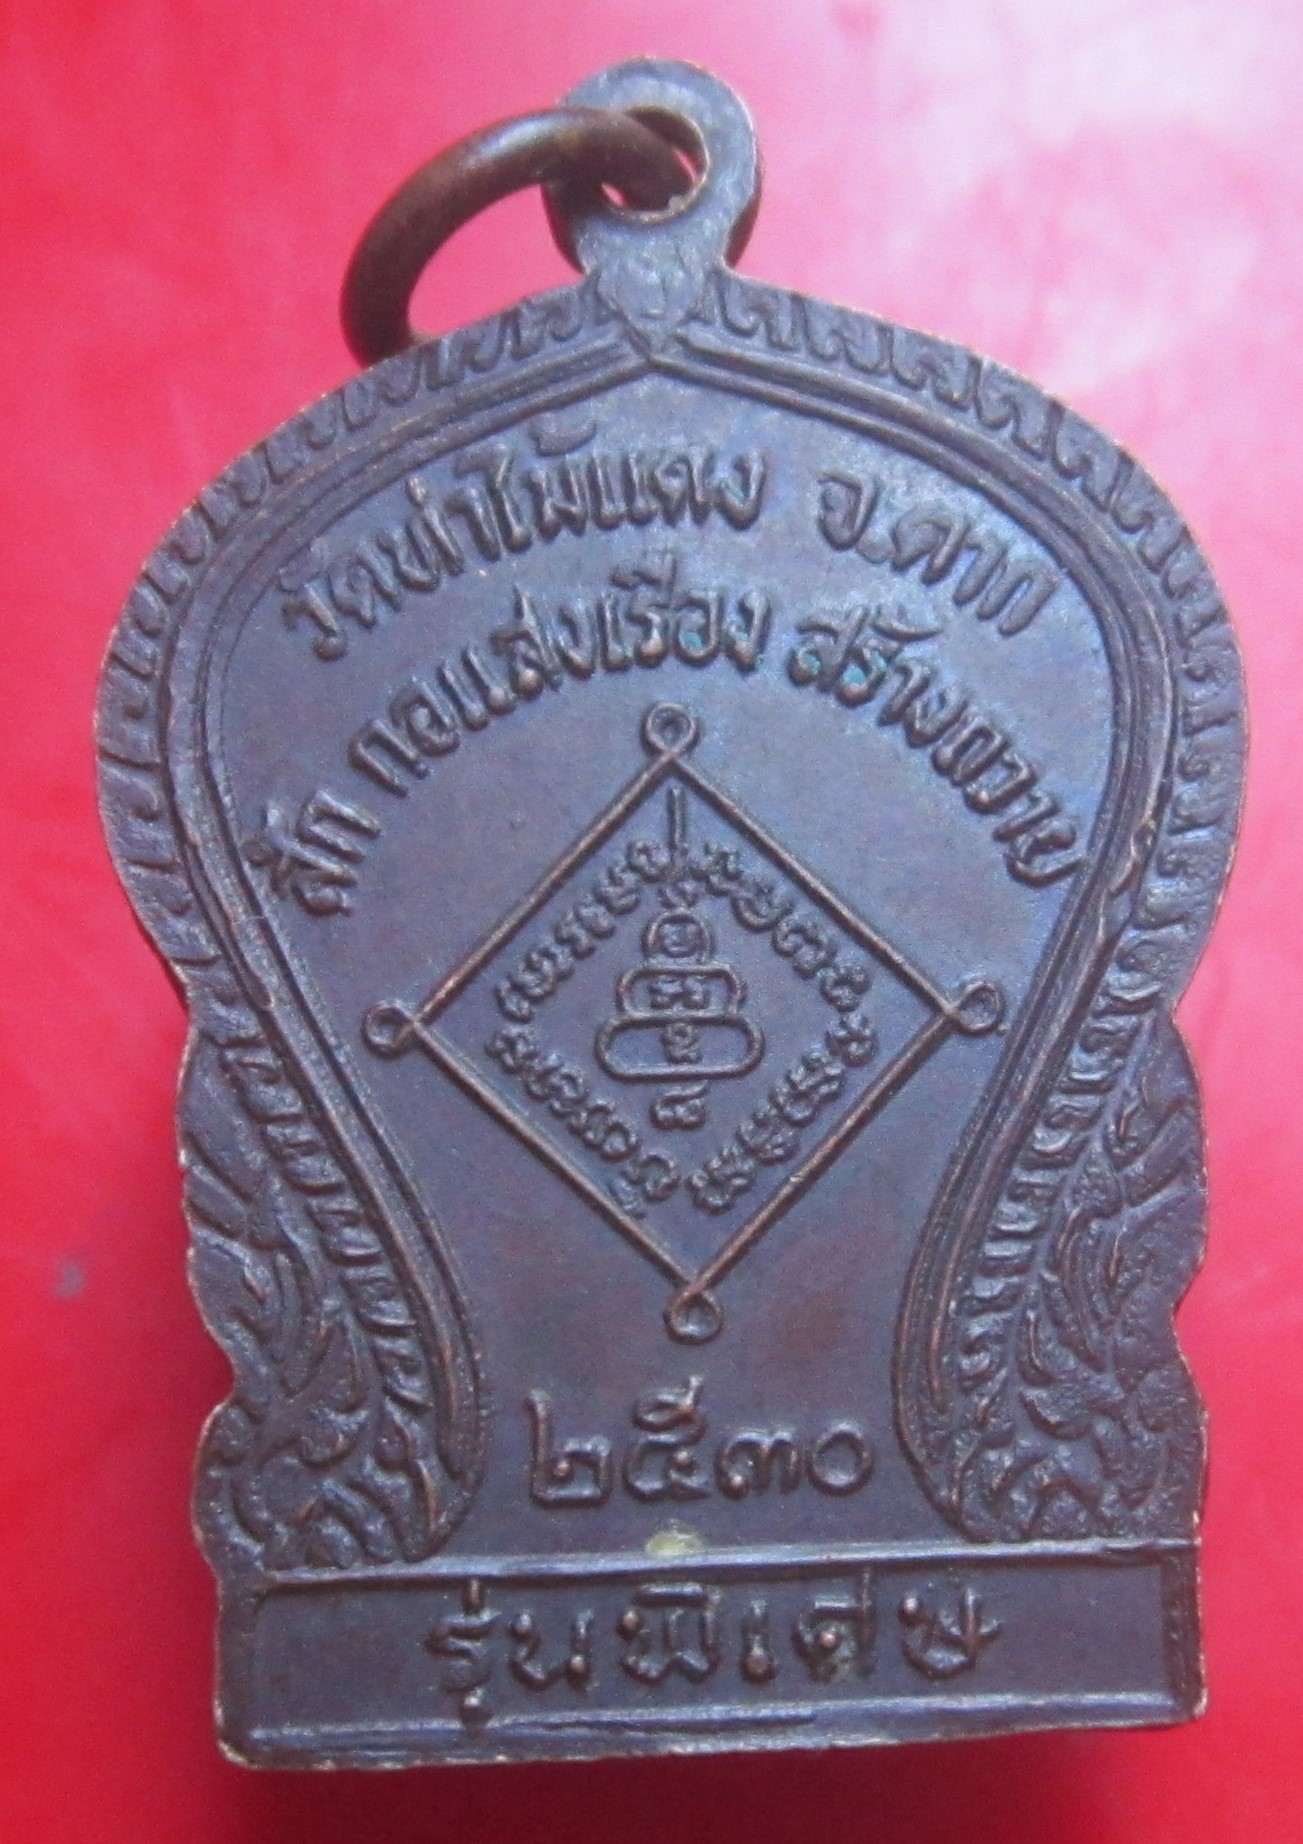 วัดท่าไม้แดง จ.ตาก
สัก กอแสงเรือง สร้างถวาย
๒๕๓๐
รุ่นพิเศษ